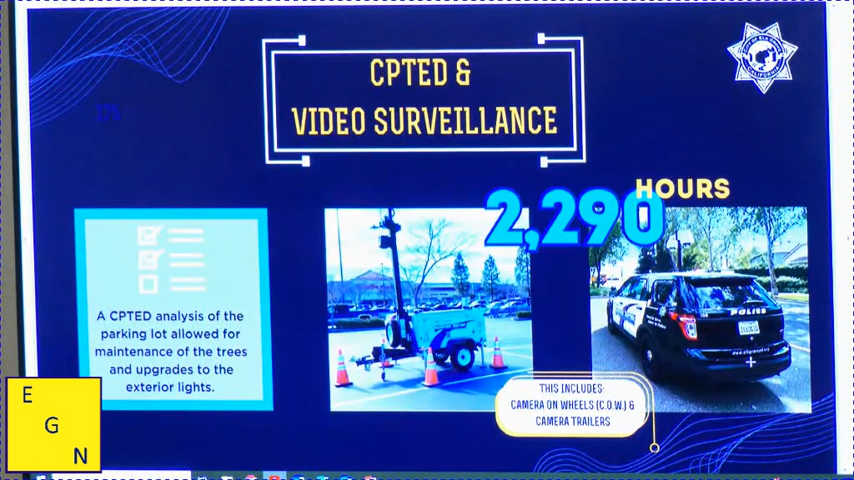 CPTED &
VIDEO SURVEILLANCE
HOURS
2,290
A CPTED analysis of the
parking lot allowed for
maintenance of the trees
and upgrades to the
exterior lights.
POLICE
THIS INCLUDES:
CAMERA ON WHEELS (C.O.W.) &
CAMERA TRAILERS
E
G
N